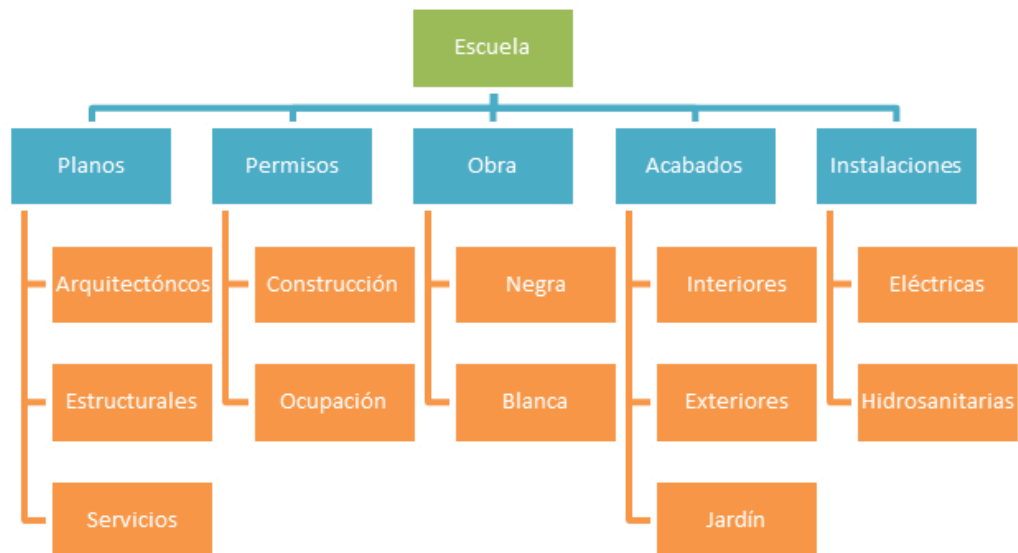 Escuela
Planos
Permisos
Obra
Acabados
Instalaciones
Arquitectóncos
Construcción
Negra
Interiores
Eléctricas
Estructurales
Ocupación
Blanca
Exteriores
Hidrosanitarias
Servicios
Jardín